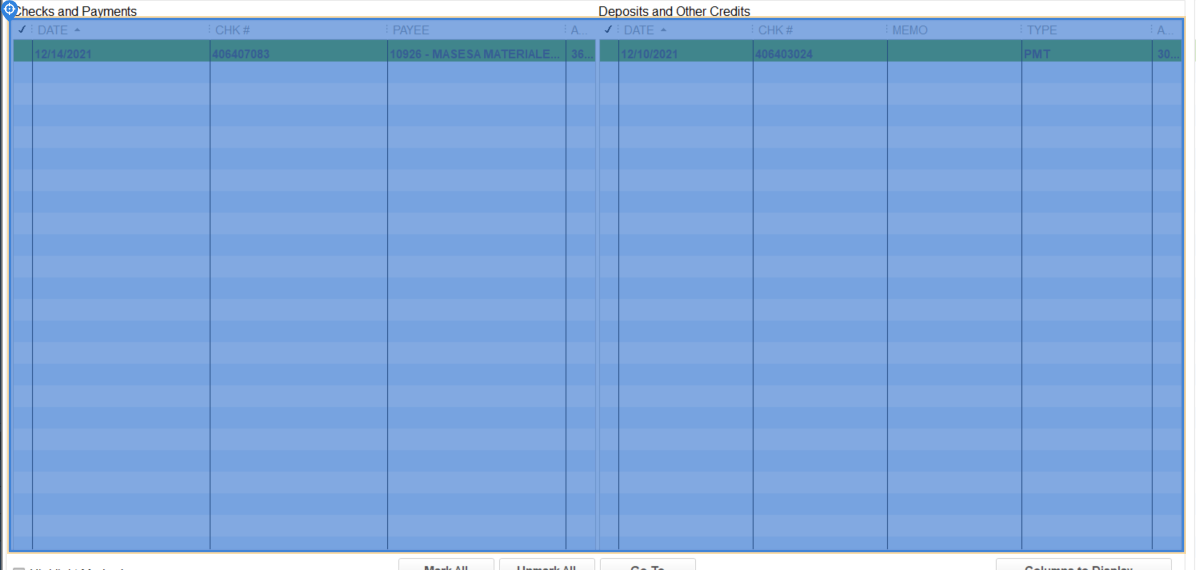 Checks and Payments
Deposits and Other Credits
✓ DATE CHK # PAYEE A... ✓ DATE CHK # MEMO TYPE A...
12/14/2021 406407083 10926 - MASESA MATERIALE... 36... 12/10/2021 406403024 PMT 30...
Mark All Unmark All Go To Columns to Display...